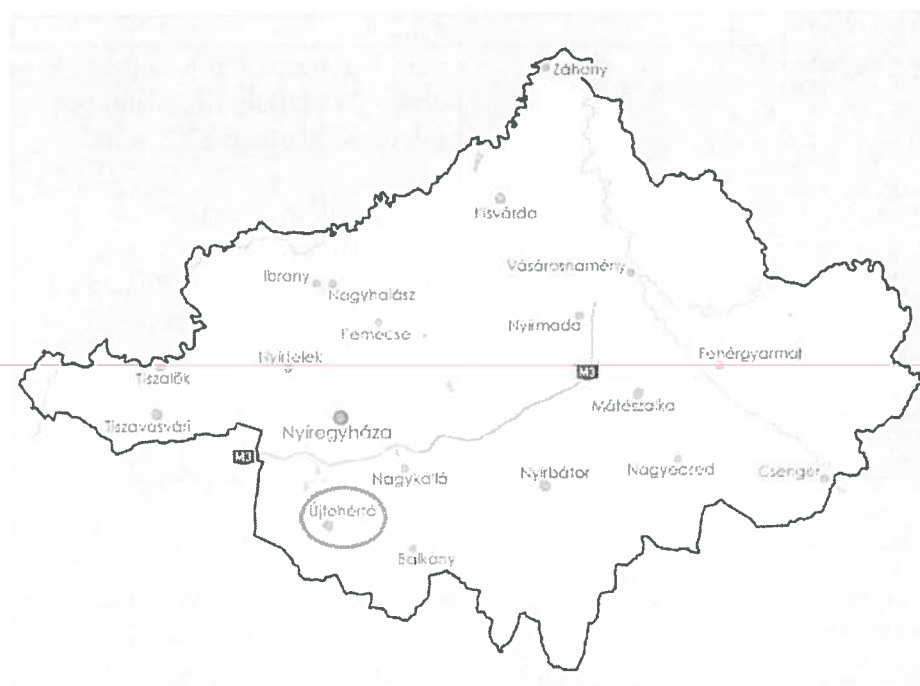 Záhony
Kisvárda
Vásárosnamény
Ibrány
Nagyhalász
Nyírmada
Kemecse
Fehérgyarmat
Nyírtelek
M3
Tiszalök
Mátészalka
Tiszavasvári
Nyíregyháza
M3
Nagykálló
Nyírbátor
Nagyecsed
Csenger
Újfehértó
Balkány